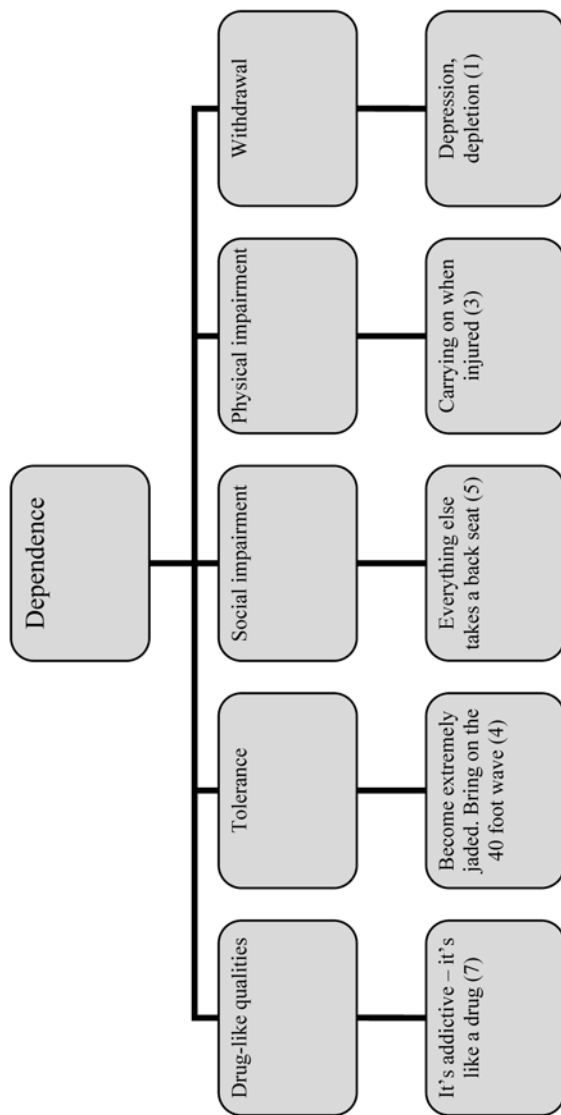 Dependence
Drug-like qualities
Tolerance
Social impairment
Physical impairment
Withdrawal
It’s addictive – it’s
like a drug (7)
Become extremely
jaded. Bring on the
40 foot wave (4)
Everything else
takes a back seat (5)
Carrying on when
injured (3)
Depression,
depletion (1)